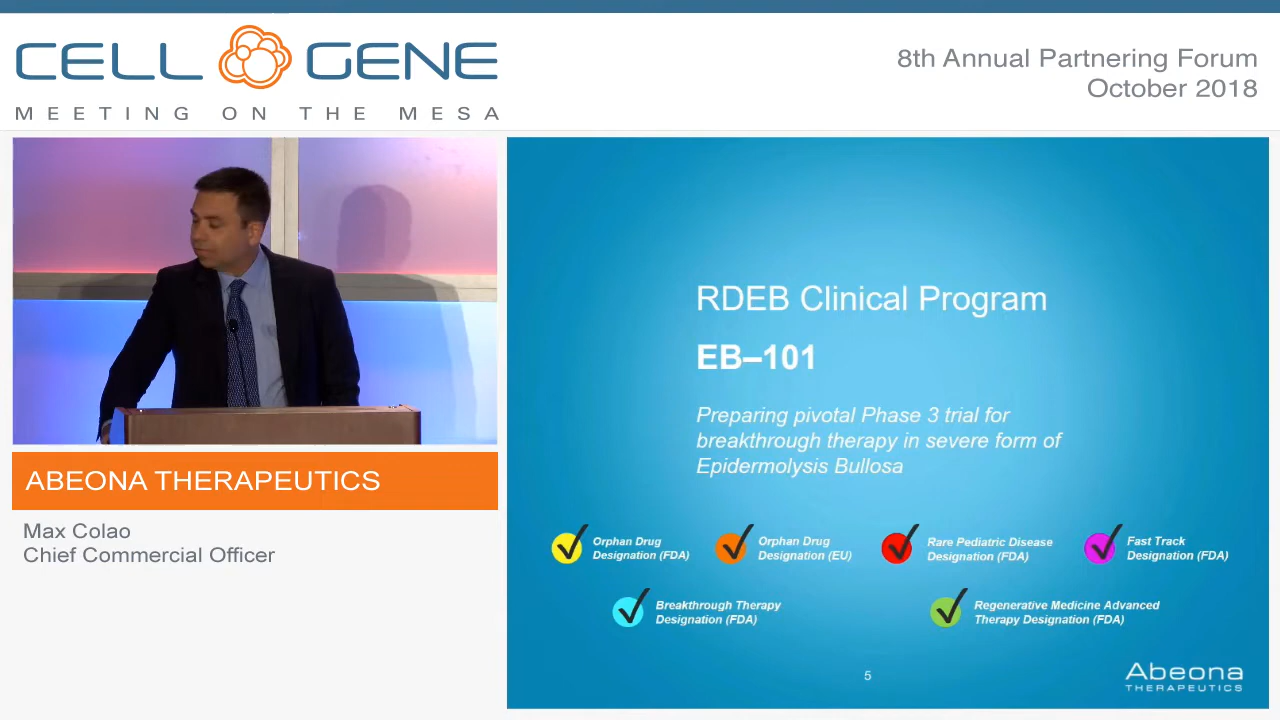 CELL GENE
MEETING ON THE MESA
8th Annual Partnering Forum
October 2018
RDEB Clinical Program
EB–101
Preparing pivotal Phase 3 trial for
breakthrough therapy in severe form of
Epidermolysis Bullosa
Orphan Drug
Designation (FDA)
Orphan Drug
Designation (EU)
Rare Pediatric Disease
Designation (FDA)
Fast Track
Designation (FDA)
Breakthrough Therapy
Designation (FDA)
Regenerative Medicine Advanced
Therapy Designation (FDA)
5
Abeona
THERAPEUTICS
ABEONA THERAPEUTICS
Max Colao
Chief Commercial Officer